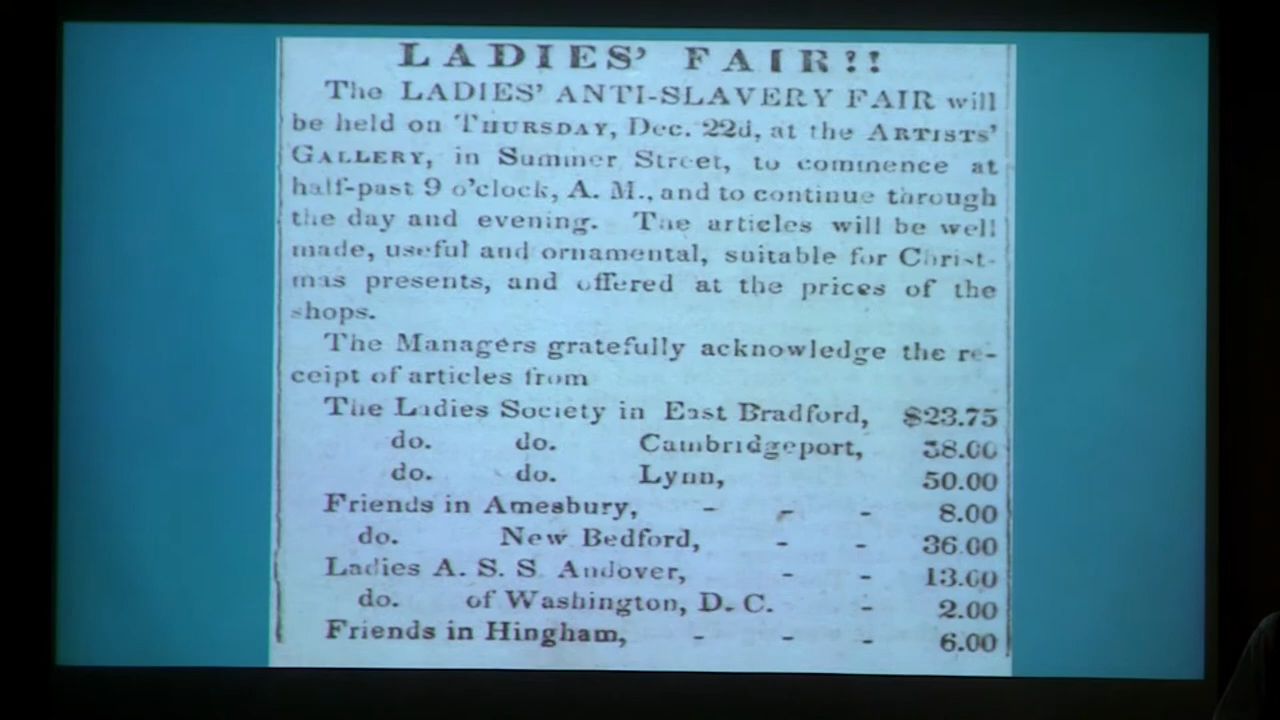 LADIES' FAIR!!
The LADIES' ANTI-SLAVERY FAIR will
be held on THURSDAY, Dec. 22d, at the ARTISTS'
GALLERY, in Summer Street, to commence at
half-past 9 o'clock, A. M., and to continue through
the day and evening. The articles will be well
made, useful and ornamental, suitable for Christ-
mas presents, and offered at the prices of the
shops.
The Managers gratefully acknowledge the re-
ceipt of articles from
The Ladies Society in East Bradford, $23.75
do. do. Cambridgeport, 38.00
do. do. Lynn, 50.00
Friends in Amesbury, - - - 8.00
do. New Bedford, - - 36.00
Ladies A. S. S. Andover, - - 13.00
do. of Washington, D. C. - 2.00
Friends in Hingham, - - - 6.00